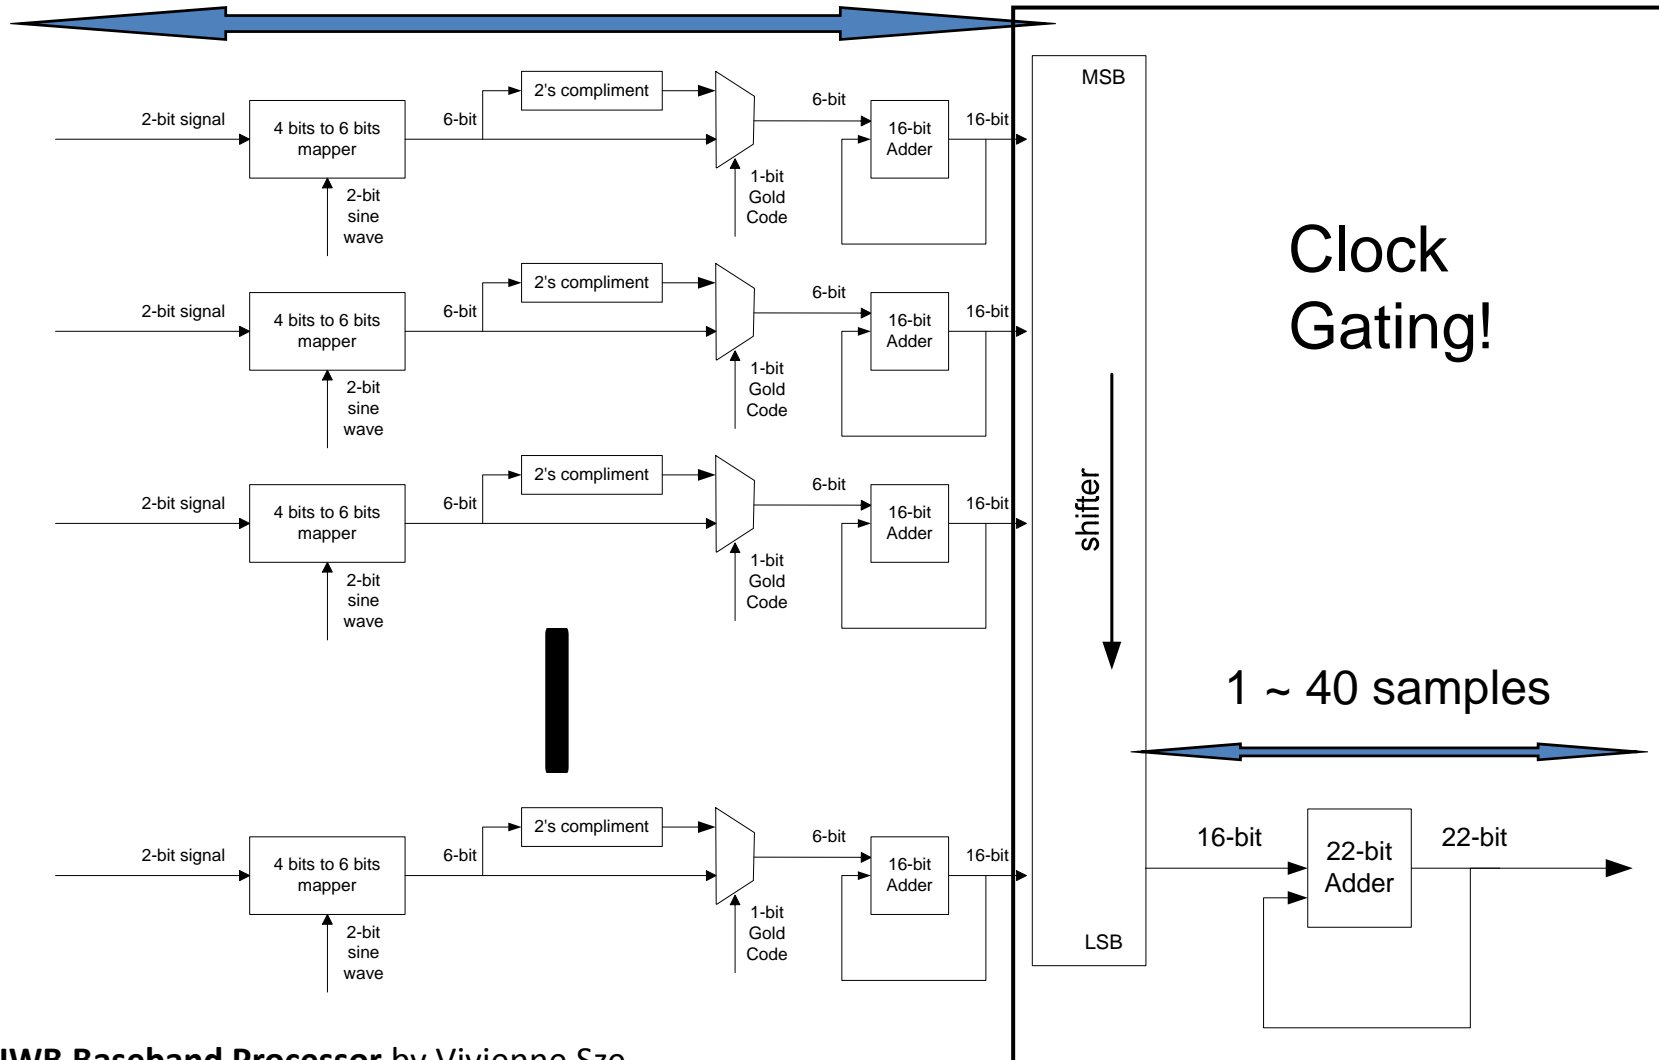 MSB
2-bit signal
4 bits to 6 bits
mapper
2-bit
sine
wave
6-bit
2's compliment
1-bit
Gold
Code
6-bit
16-bit
Adder
16-bit
2-bit signal
4 bits to 6 bits
mapper
2-bit
sine
wave
6-bit
2's compliment
1-bit
Gold
Code
6-bit
16-bit
Adder
16-bit
2-bit signal
4 bits to 6 bits
mapper
2-bit
sine
wave
6-bit
2's compliment
1-bit
Gold
Code
6-bit
16-bit
Adder
16-bit
2-bit signal
4 bits to 6 bits
mapper
2-bit
sine
wave
6-bit
2's compliment
1-bit
Gold
Code
6-bit
16-bit
Adder
16-bit
shifter
LSB
Clock
Gating!
1 ~ 40 samples
16-bit
22-bit
Adder
22-bit
Baseband Processor by Vivienne Sze